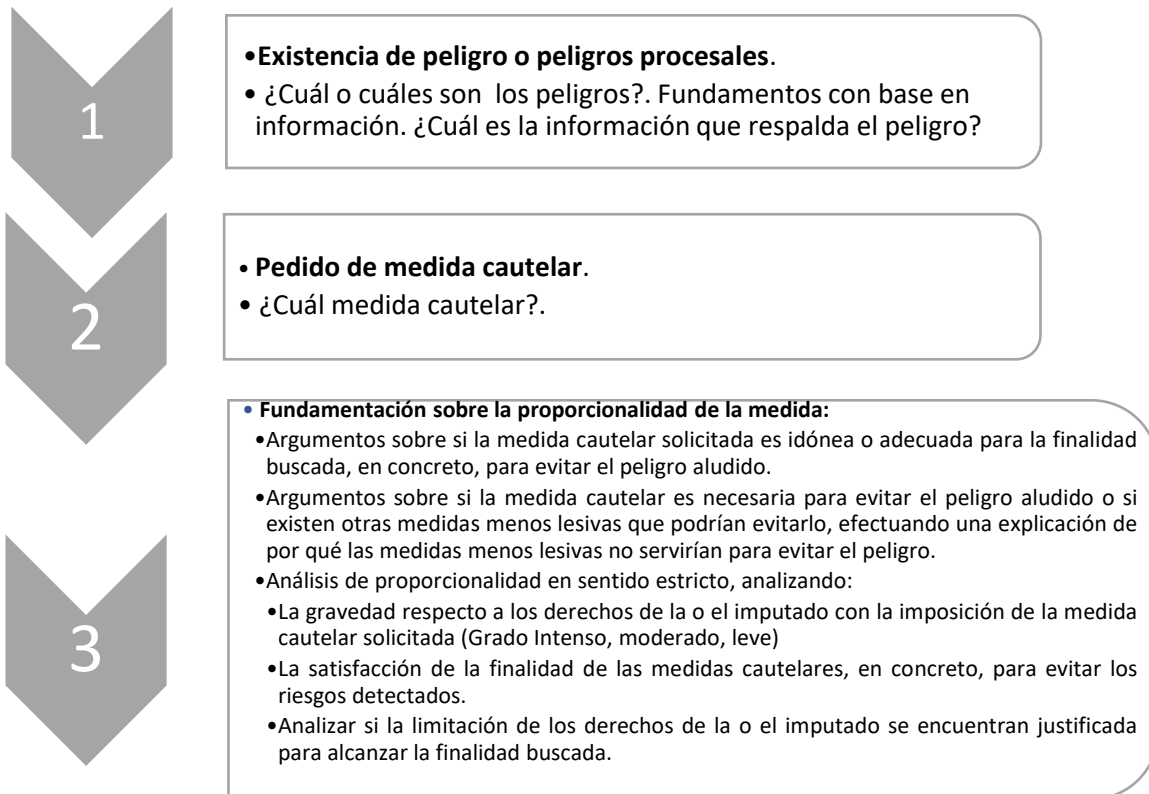 1
•Existencia de peligro o peligros procesales.
• ¿Cuál o cuáles son los peligros?. Fundamentos con base en
información. ¿Cuál es la información que respalda el peligro?
2
• Pedido de medida cautelar.
• ¿Cuál medida cautelar?.
3
• Fundamentación sobre la proporcionalidad de la medida:
•Argumentos sobre si la medida cautelar solicitada es idónea o adecuada para la finalidad
buscada, en concreto, para evitar el peligro aludido.
•Argumentos sobre si la medida cautelar es necesaria para evitar el peligro aludido o si
existen otras medidas menos lesivas que podrían evitarlo, efectuando una explicación de
por qué las medidas menos lesivas no servirían para evitar el peligro.
•Análisis de proporcionalidad en sentido estricto, analizando:
•La gravedad respecto a los derechos de la o el imputado con la imposición de la medida
cautelar solicitada (Grado Intenso, moderado, leve)
•La satisfacción de la finalidad de las medidas cautelares, en concreto, para evitar los
riesgos detectados.
•Analizar si la limitación de los derechos de la o el imputado se encuentran justificada
para alcanzar la finalidad buscada.